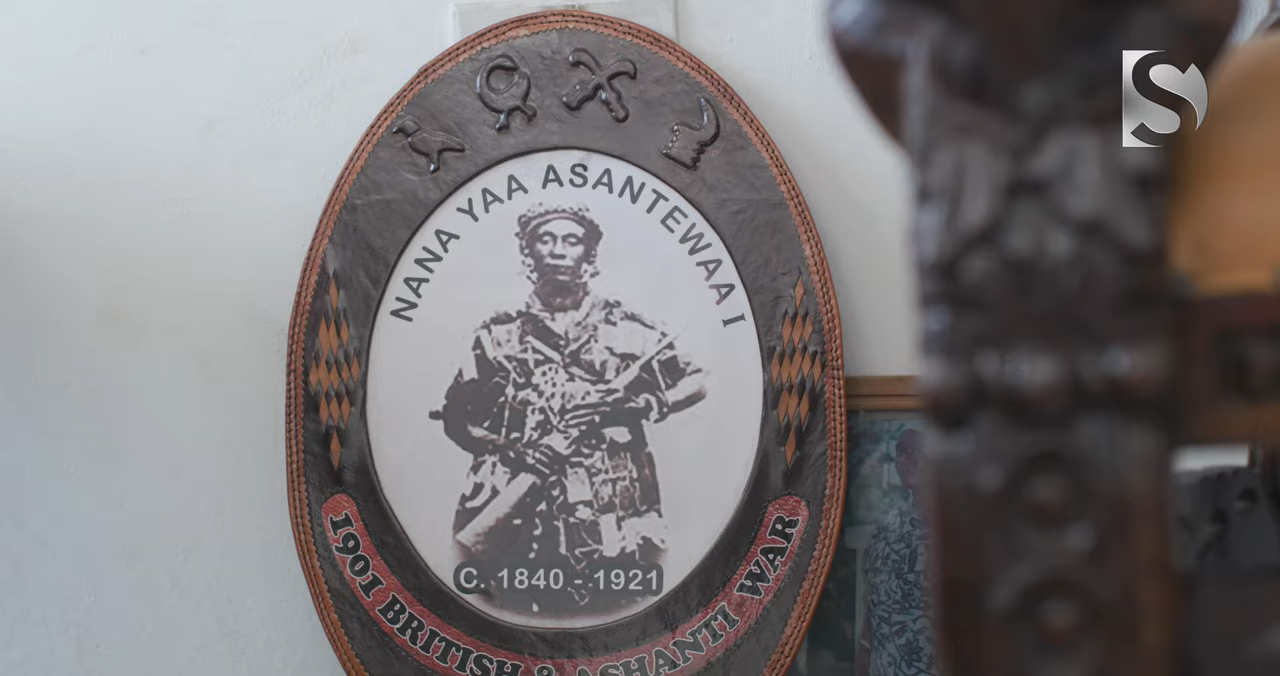 NANA YAA ASANTEWAA I
C. 1840 - 1921
1901 BRITISH & ASHANTI WAR
S